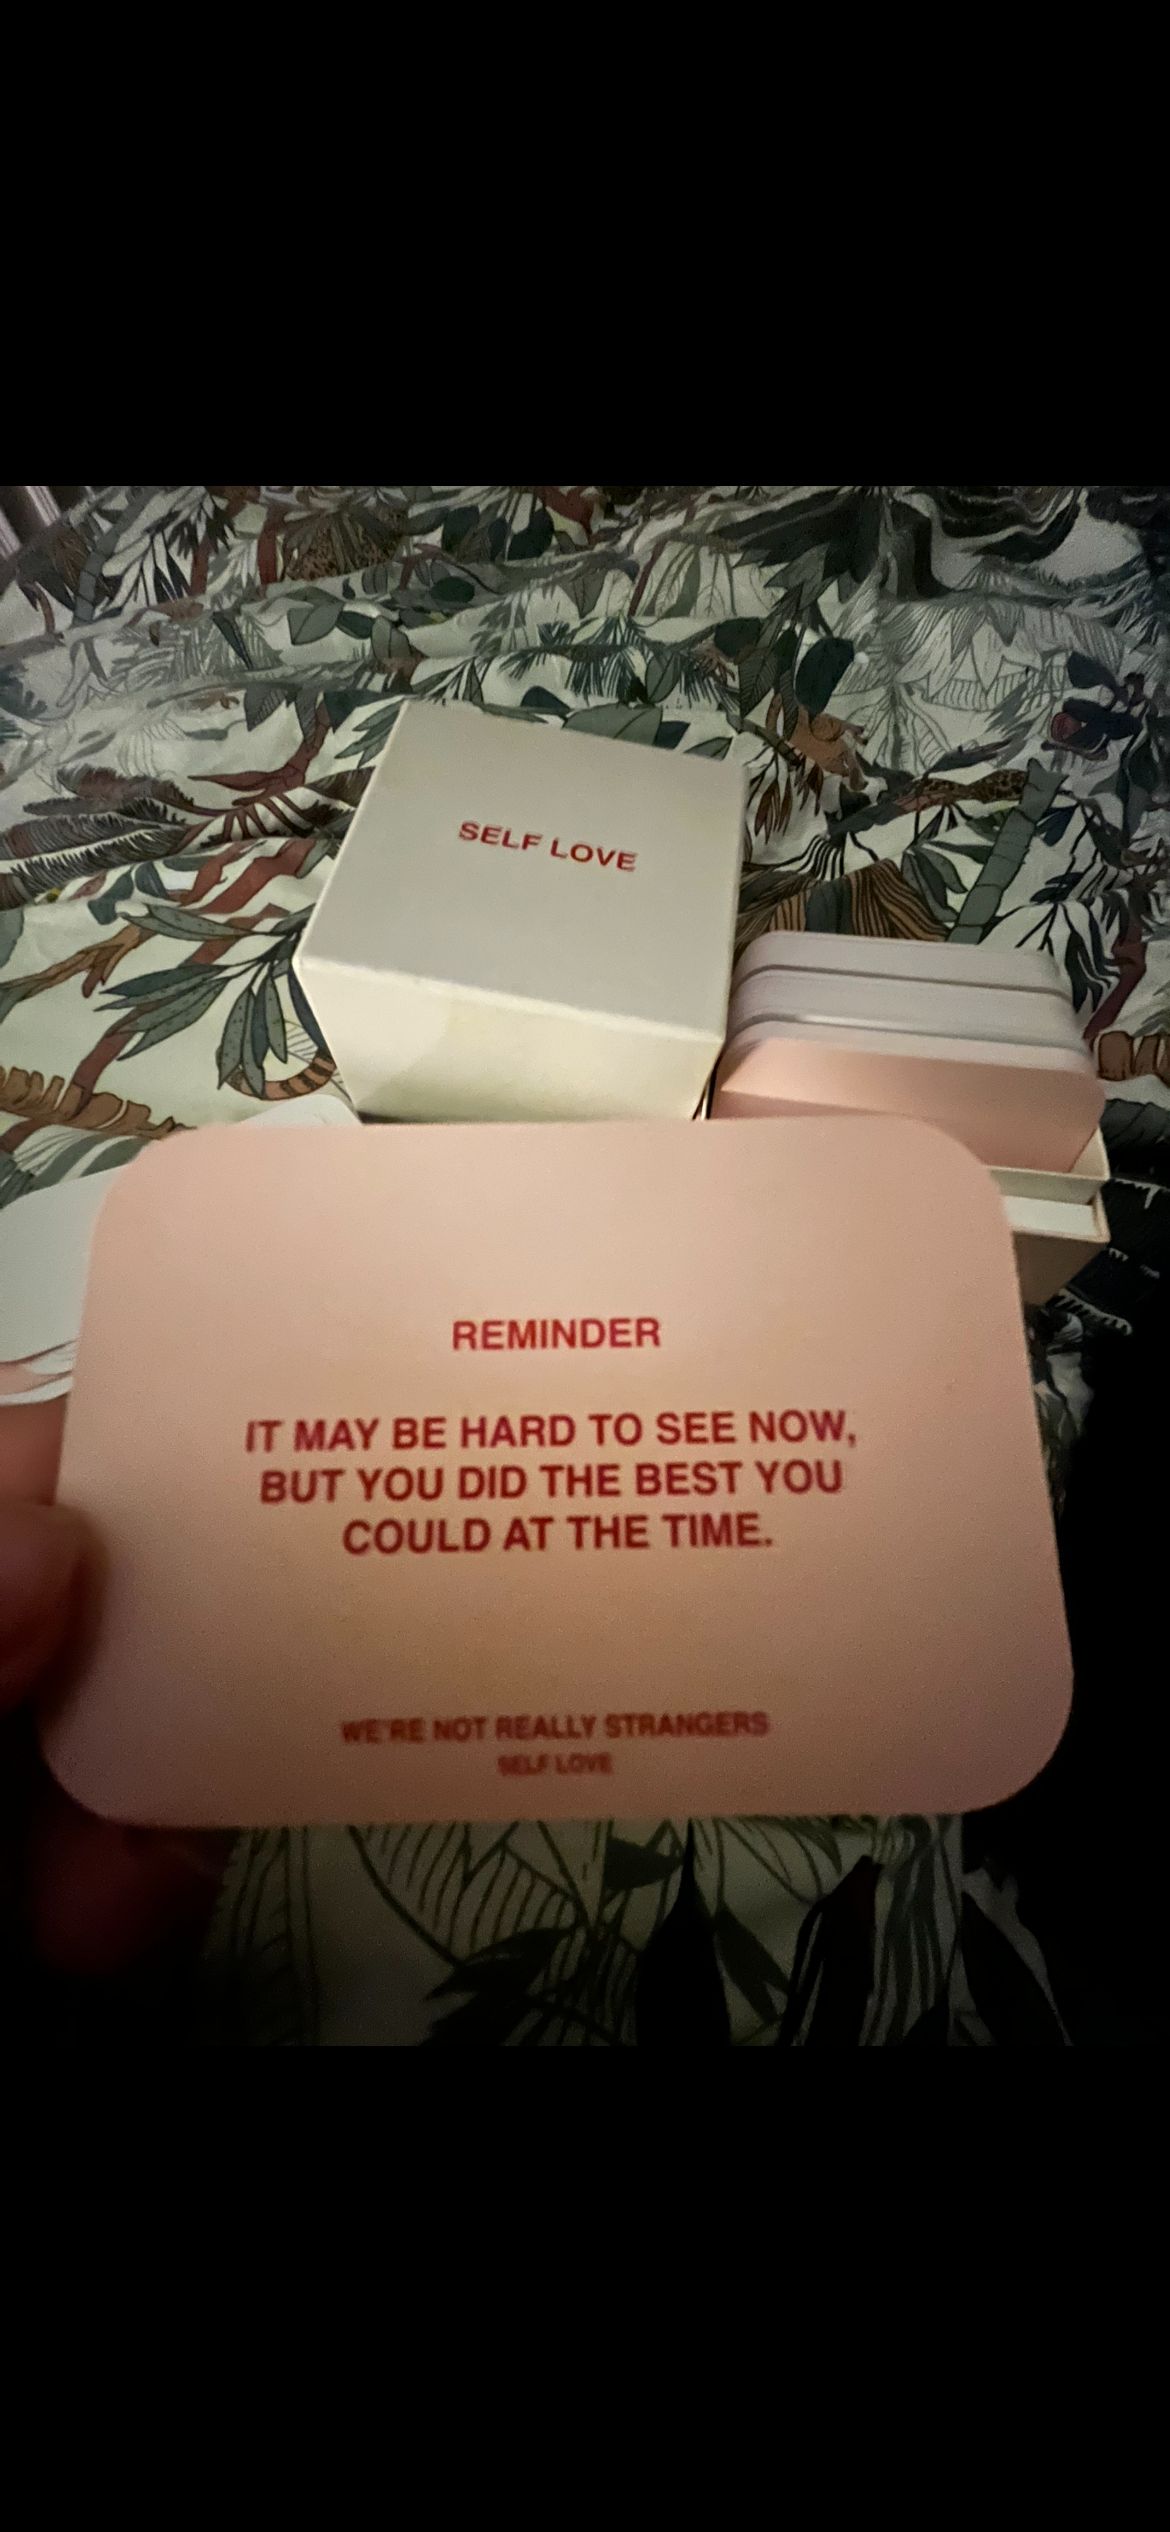 SELF LOVE
REMINDER
IT MAY BE HARD TO SEE NOW,
BUT YOU DID THE BEST YOU
COULD AT THE TIME.
WE'RE NOT REALLY STRANGERS
SELF LOVE